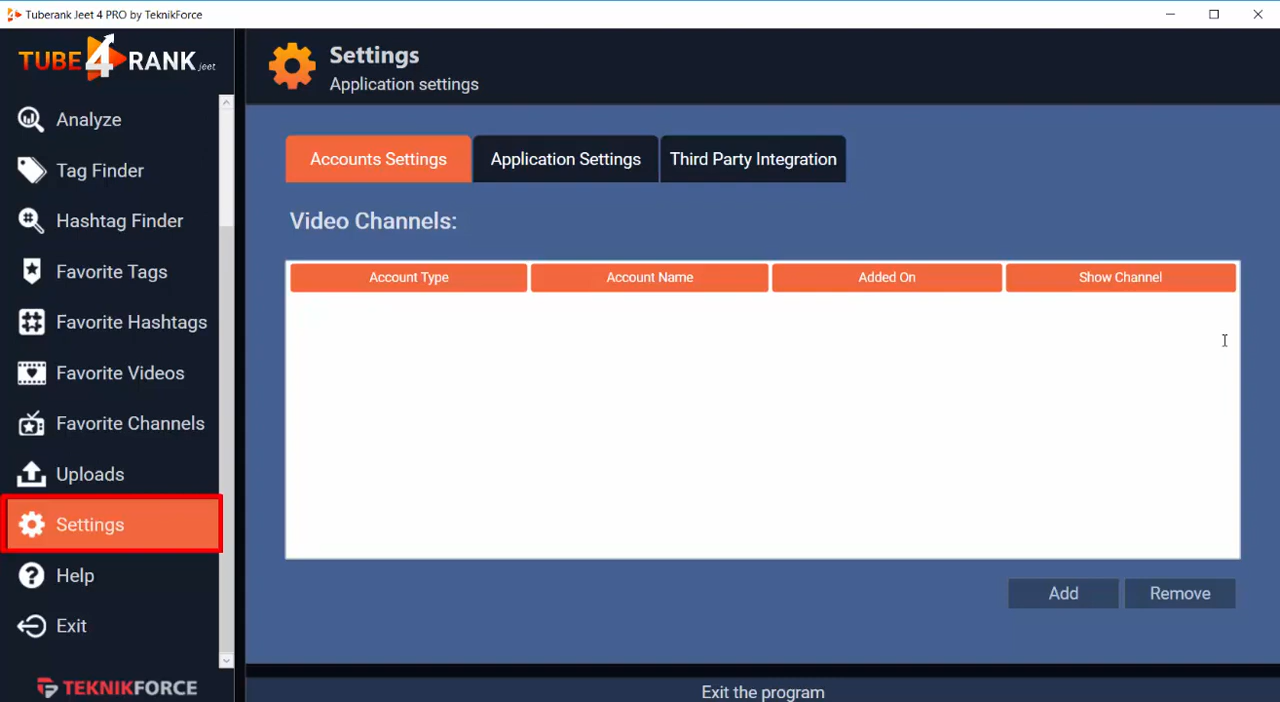 Tuberank Jeet 4 PRO by TeknikForce
TUBE 4 RANK Jeet
Analyze
Tag Finder
Hashtag Finder
Favorite Tags
Favorite Hashtags
Favorite Videos
Favorite Channels
Uploads
Settings
Help
Exit
TEKNIKFORCE
Settings
Application settings
Accounts Settings
Application Settings
Third Party Integration
Video Channels:
Account Type
Account Name
Added On
Show Channel
Add
Remove
Exit the program